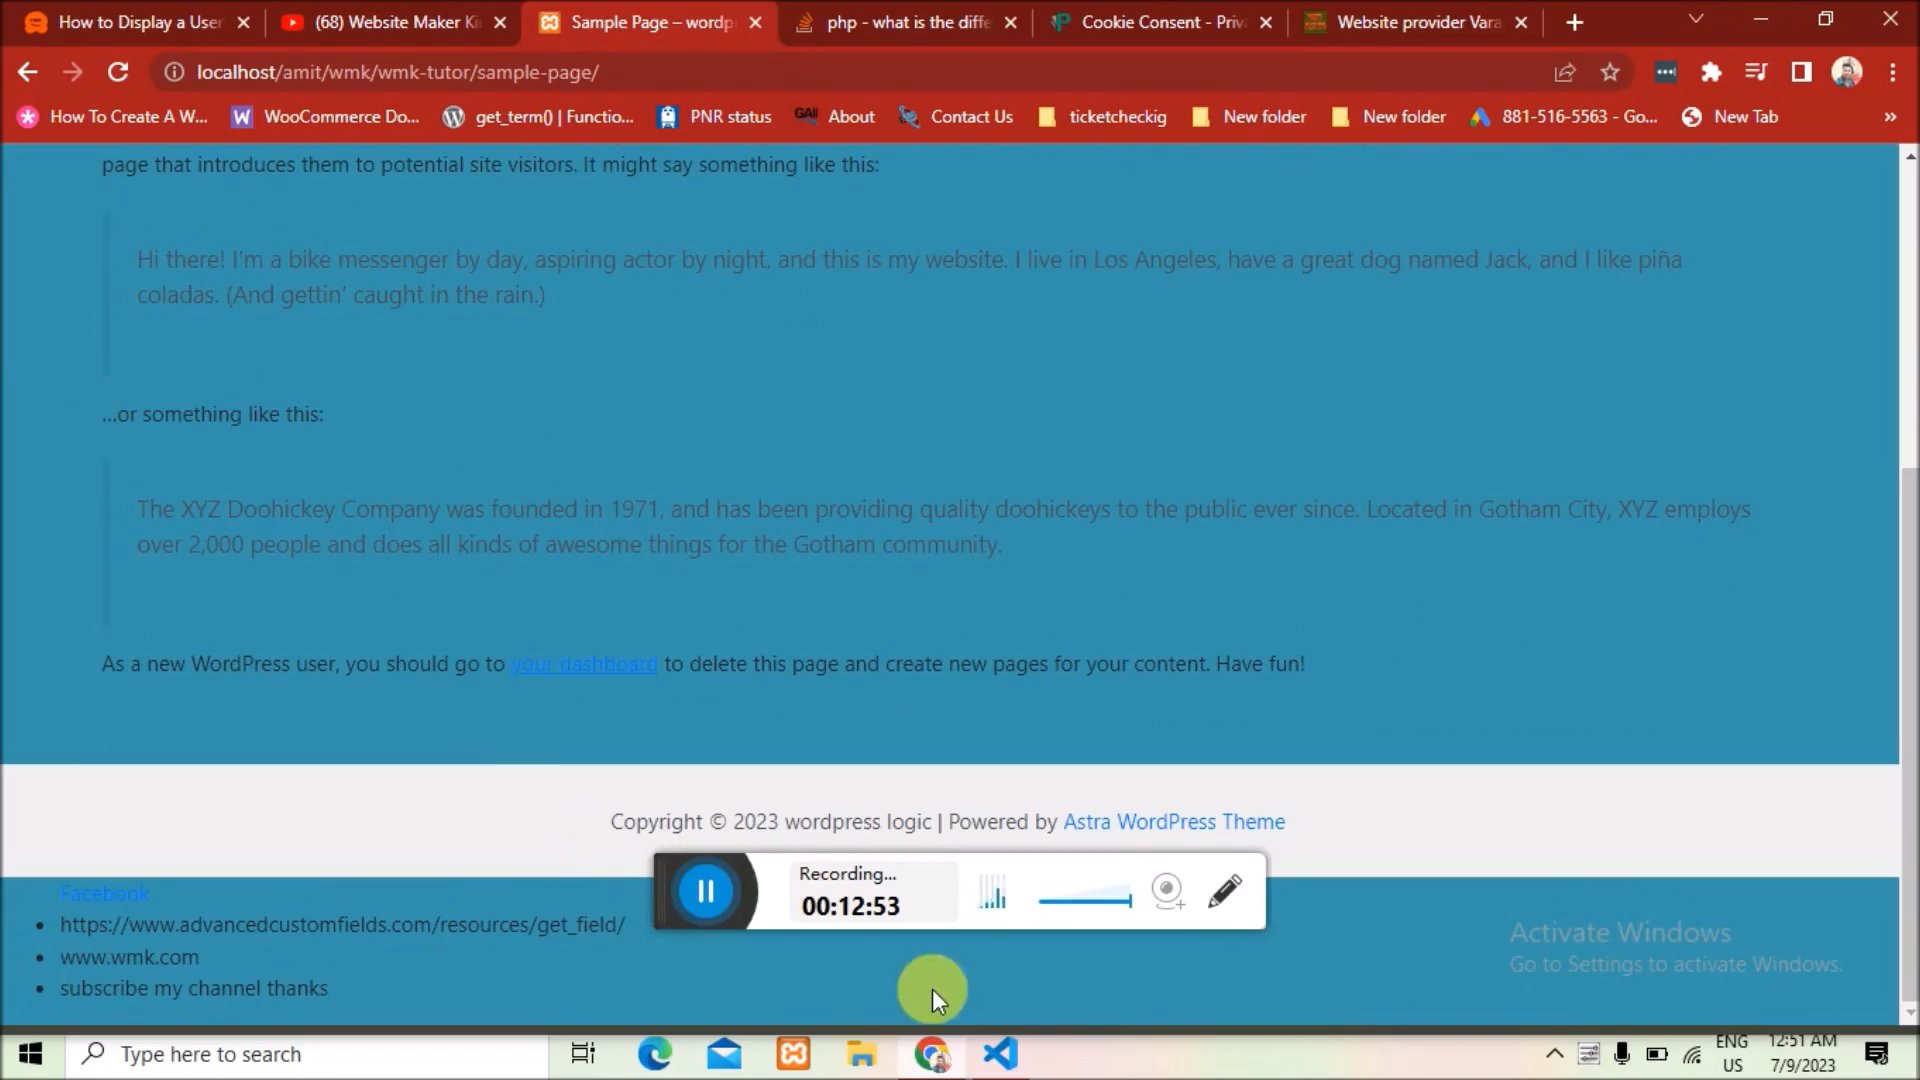 How to Display a User
(68) Website Maker Ki
Sample Page – wordp
php - what is the diffe
Cookie Consent - Priv
Website provider Vara
localhost/amit/wmk/wmk-tutor/sample-page/
How To Create A W...
WooCommerce Do...
get_term() | Functio...
PNR status
GAII
About
Contact Us
ticketcheckig
New folder
New folder
881-516-5563 - Go...
New Tab
page that introduces them to potential site visitors. It might say something like this:
Hi there! I'm a bike messenger by day, aspiring actor by night, and this is my website. I live in Los Angeles, have a great dog named Jack, and I like piña
coladas. (And gettin' caught in the rain.)
...or something like this:
The XYZ Doohickey Company was founded in 1971, and has been providing quality doohickeys to the public ever since. Located in Gotham City, XYZ employs
over 2,000 people and does all kinds of awesome things for the Gotham community.
As a new WordPress user, you should go to your dashboard to delete this page and create new pages for your content. Have fun!
Copyright © 2023 wordpress logic | Powered by Astra WordPress Theme
Recording...
00:12:53
Facebook
https://www.advancedcustomfields.com/resources/get_field/
www.wmk.com
subscribe my channel thanks
Activate Windows
Go to Settings to activate Windows.
Type here to search
ENG
US
12:51 AM
7/9/2023